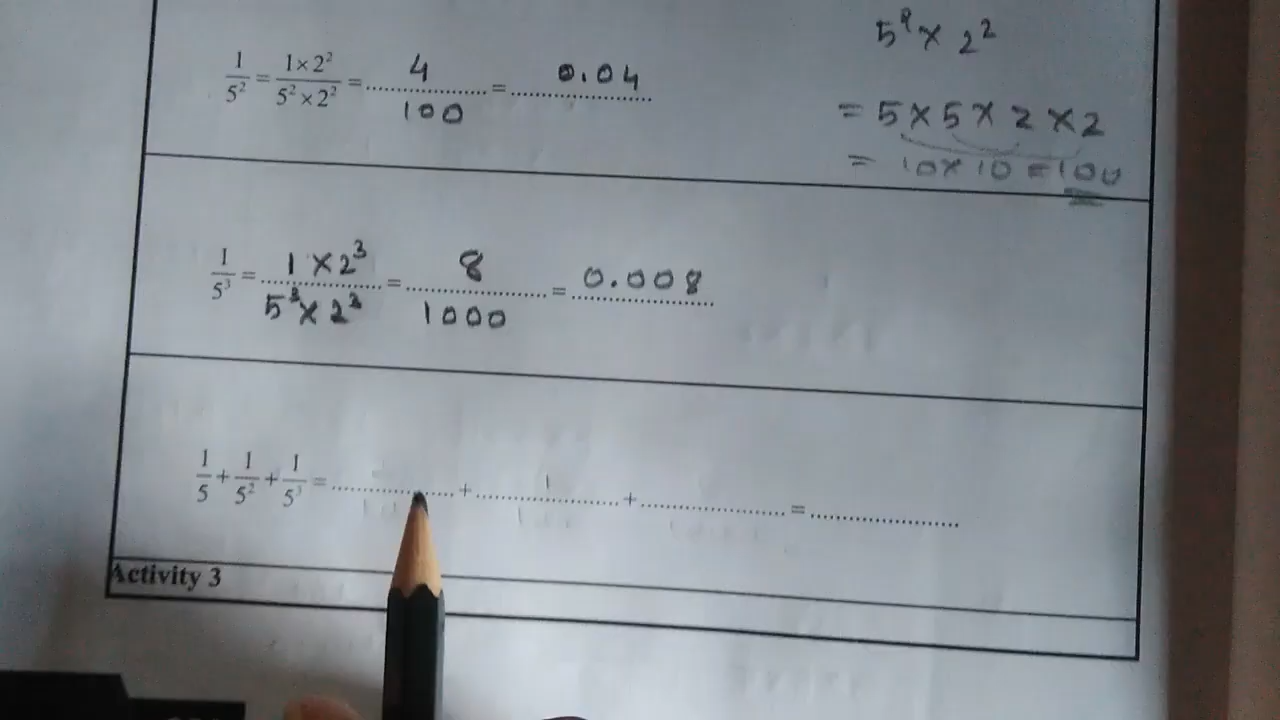 5² × 2²
1/5² = 1×2²/5²×2² = 4/100 = 0.04
= 5 × 5 × 2 × 2
= 10 × 10 = 100
1/5³ = 1 × 2³/5³ × 2³ = 8/1000 = 0.008
1/5 + 1/5² + 1/5³ = .................... + .................... + .................... = ....................
Activity 3